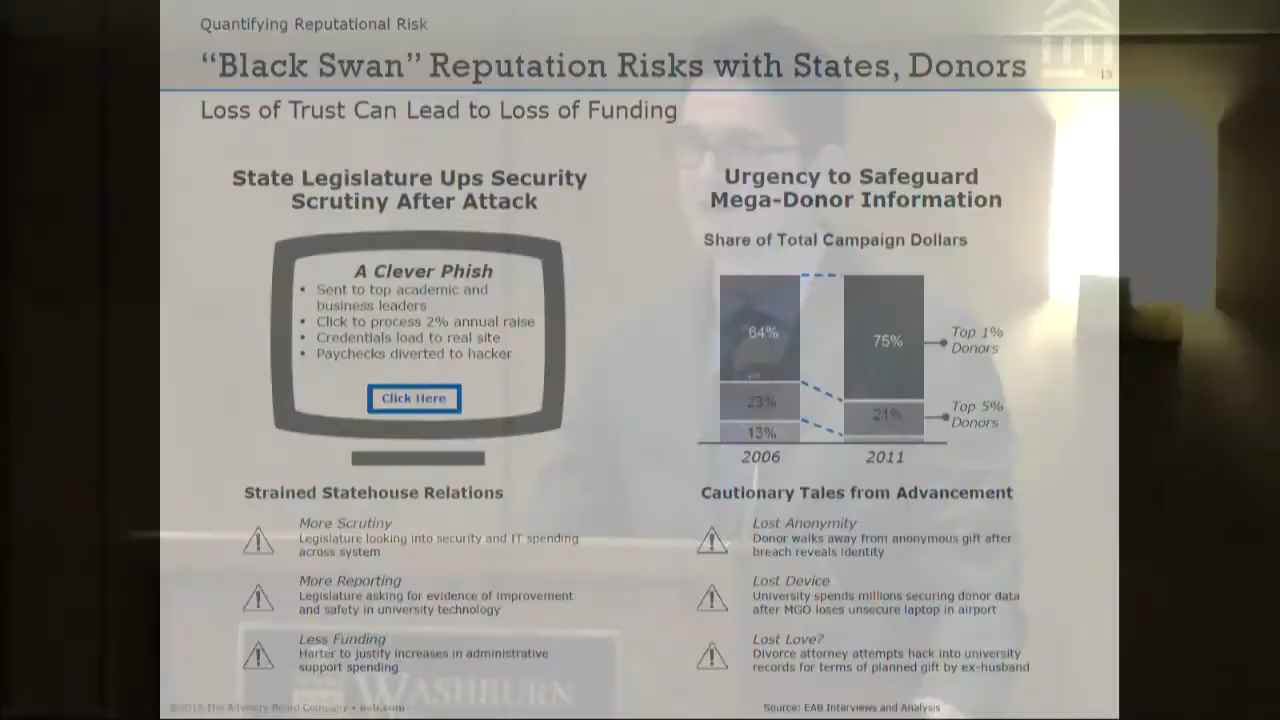 Quantifying Reputational Risk
“Black Swan” Reputation Risks with States, Donors
13
Loss of Trust Can Lead to Loss of Funding
State Legislature Ups Security
Scrutiny After Attack
A Clever Phish
▪ Sent to top academic and
business leaders
▪ Click to process 2% annual raise
▪ Credentials load to real site
▪ Paychecks diverted to hacker
Click Here
Strained Statehouse Relations
More Scrutiny
Legislature looking into security and IT spending
across system
More Reporting
Legislature asking for evidence of improvement
and safety in university technology
Less Funding
Harder to justify increases in administrative
support spending
Urgency to Safeguard
Mega-Donor Information
Share of Total Campaign Dollars
64%
75%
Top 1%
Donors
23%
21%
Top 5%
Donors
13%
2006
2011
Cautionary Tales from Advancement
Lost Anonymity
Donor walks away from anonymous gift after
breach reveals identity
Lost Device
University spends millions securing donor data
after MGO loses unsecure laptop in airport
Lost Love?
Divorce attorney attempts hack into university
records for terms of planned gift by ex-husband
WASHBURN
The Advisory Board Company • eab.com
Source: EAB Interviews and Analysis